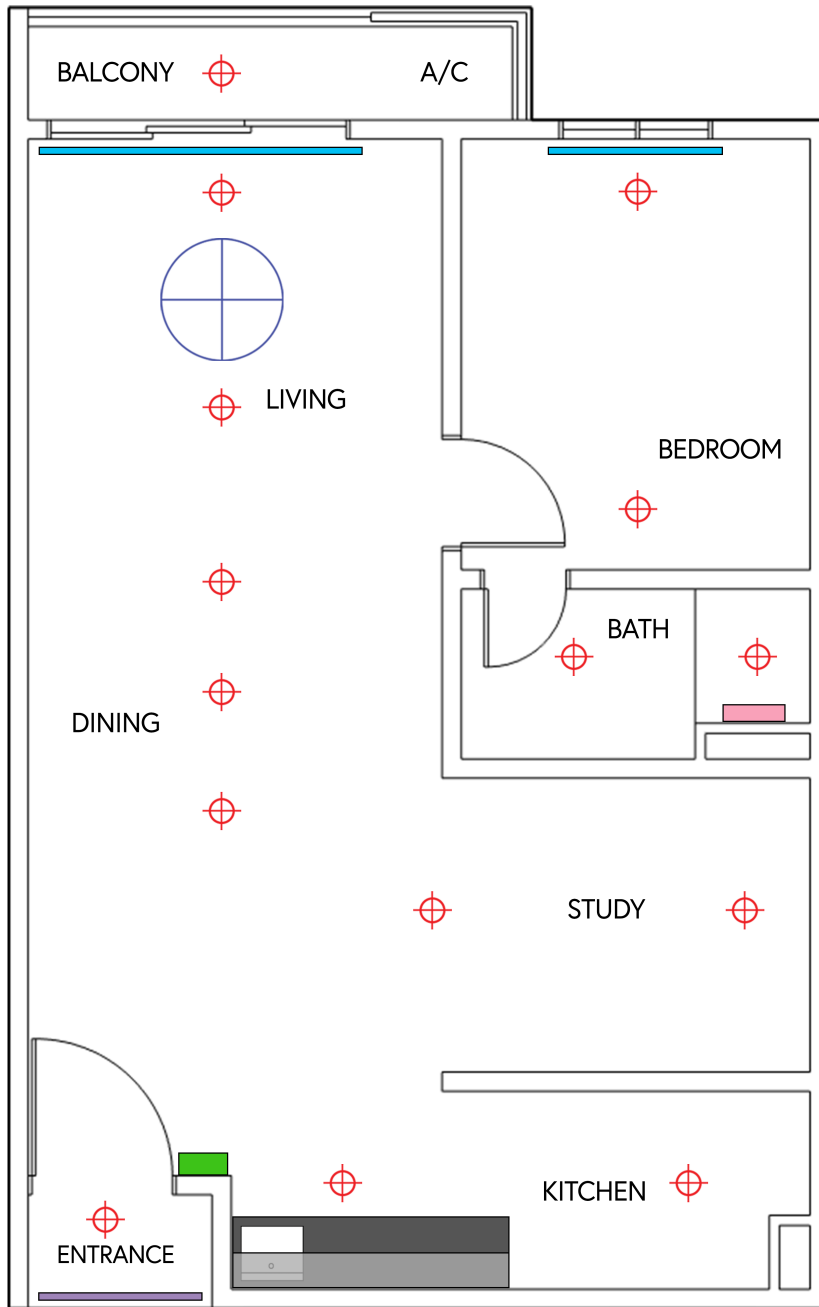 BALCONY
A/C
LIVING
BEDROOM
BATH
DINING
STUDY
KITCHEN
ENTRANCE